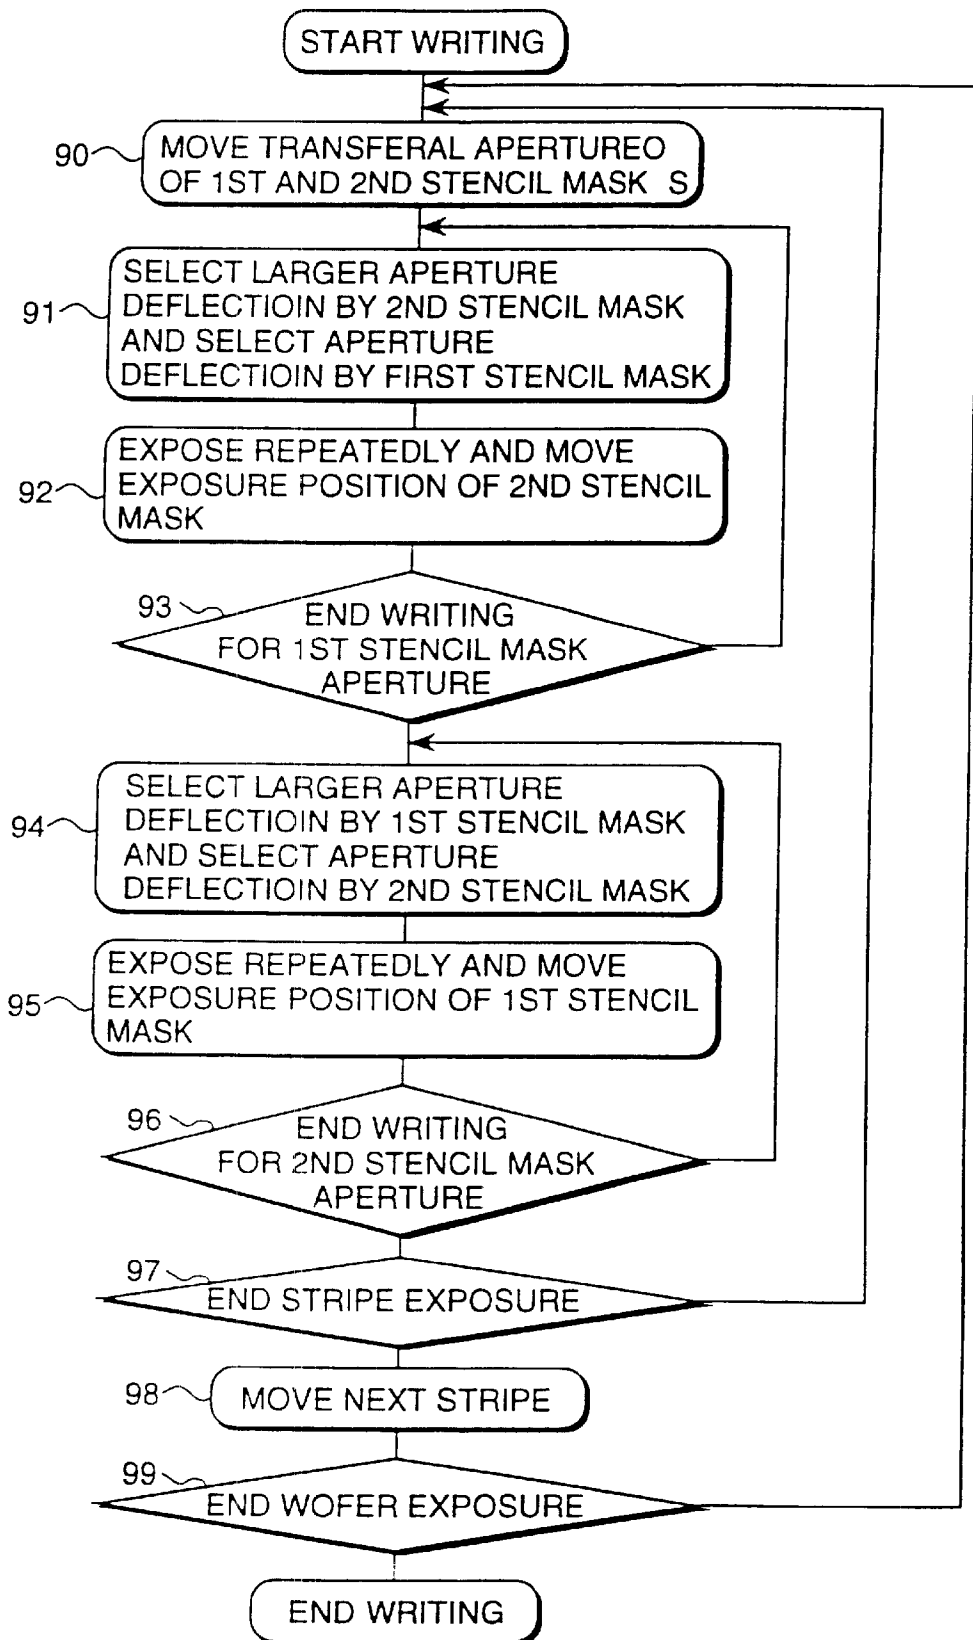 START WRITING
90
MOVE TRANSFERAL APERTUREO
OF 1ST AND 2ND STENCIL MASK S
91
SELECT LARGER APERTURE
DEFLECTIOIN BY 2ND STENCIL MASK
AND SELECT APERTURE
DEFLECTIOIN BY FIRST STENCIL MASK
92
EXPOSE REPEATEDLY AND MOVE
EXPOSURE POSITION OF 2ND STENCIL
MASK
93
END WRITING
FOR 1ST STENCIL MASK
APERTURE
94
SELECT LARGER APERTURE
DEFLECTIOIN BY 1ST STENCIL MASK
AND SELECT APERTURE
DEFLECTIOIN BY 2ND STENCIL MASK
95
EXPOSE REPEATEDLY AND MOVE
EXPOSURE POSITION OF 1ST STENCIL
MASK
96
END WRITING
FOR 2ND STENCIL MASK
APERTURE
97
END STRIPE EXPOSURE
98
MOVE NEXT STRIPE
99
END WOFER EXPOSURE
END WRITING